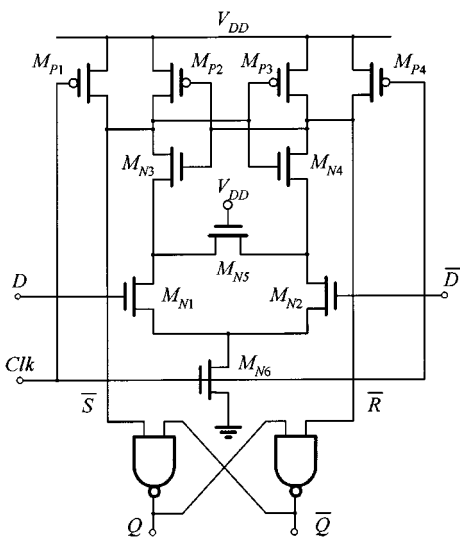 V_DD
M_P1 M_P2 M_P3 M_P4
M_N3 M_N4
V_DD
D M_N1 M_N5 M_N2 D̅
Clk M_N6
S̅ R̅
Q Q̅